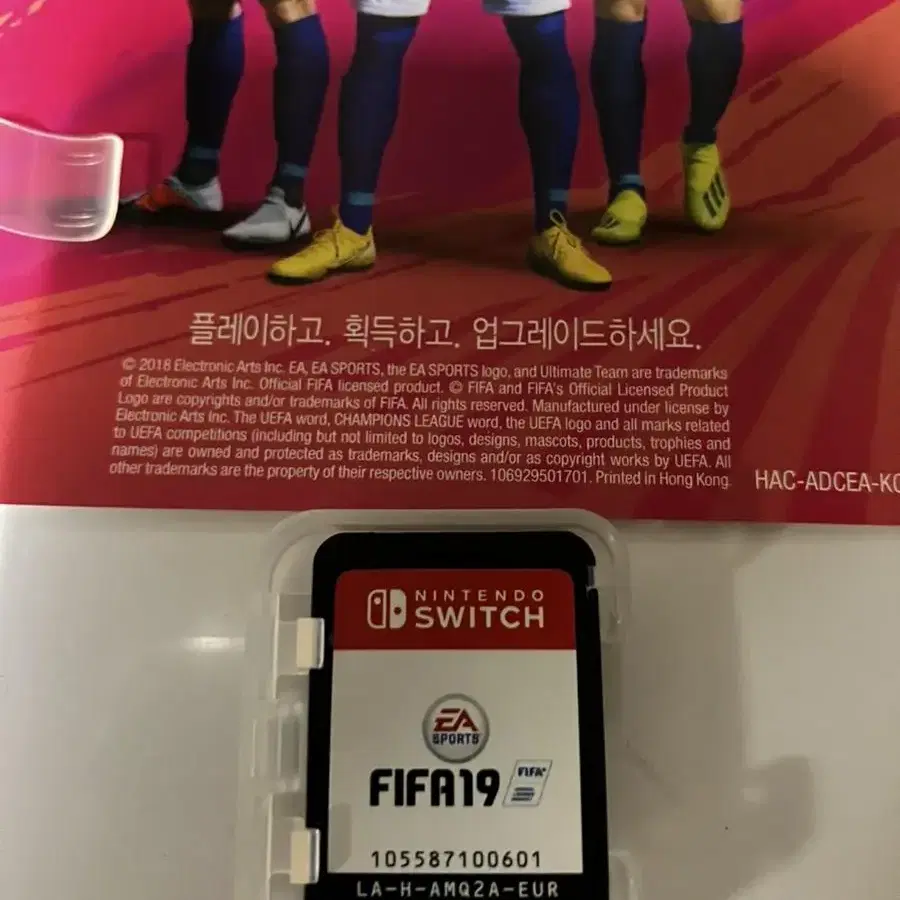 플레이하고. 획득하고. 업그레이드하세요.
© 2018 Electronic Arts Inc. EA, EA SPORTS, the EA SPORTS logo, and Ultimate Team are trademarks
of Electronic Arts Inc. Official FIFA licensed product. © FIFA and FIFA's Official Licensed Product
Logo are copyrights and/or trademarks of FIFA. All rights reserved. Manufactured under license by
Electronic Arts Inc. The UEFA word, CHAMPIONS LEAGUE word, the UEFA logo and all marks related
to UEFA competitions (including but not limited to logos, designs, mascots, products, trophies and
names) are owned and protected as trademarks, designs and/or as copyright works by UEFA. All
other trademarks are the property of their respective owners. 106929501701. Printed in Hong Kong.
HAC-ADCEA-KO
NINTENDO
SWITCH
EA
SPORTS
FIFA19
FIFA
105587100601
LA-H-AMQ2A-EUR